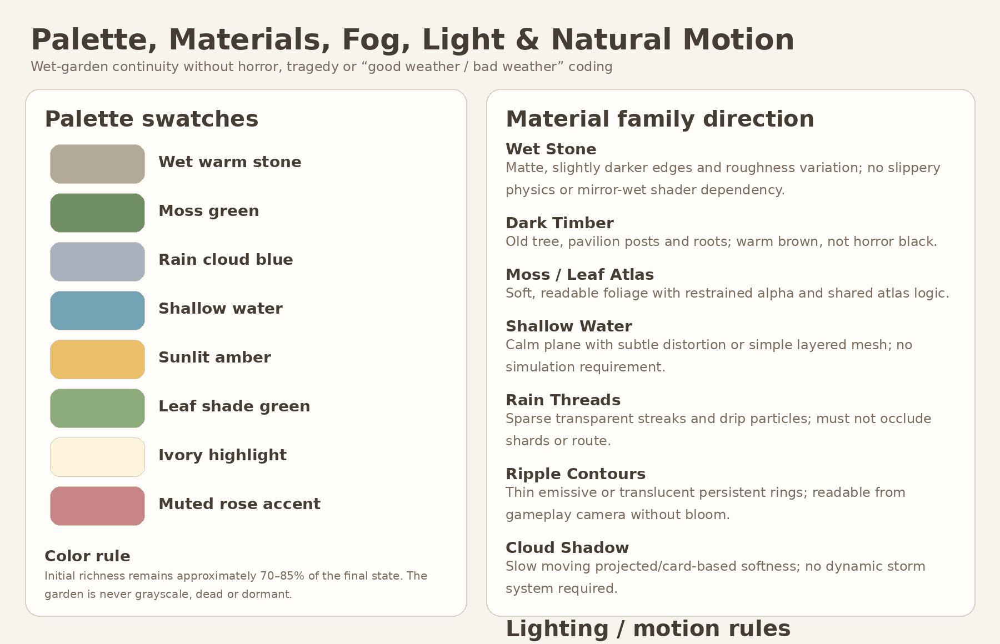 Palette, Materials, Fog, Light & Natural Motion
Wet-garden continuity without horror, tragedy or “good weather / bad weather” coding
Palette swatches
Wet warm stone
Moss green
Rain cloud blue
Shallow water
Sunlit amber
Leaf shade green
Ivory highlight
Muted rose accent
Color rule
Initial richness remains approximately 70–85% of the final state. The
garden is never grayscale, dead or dormant.
Material family direction
Wet Stone
Matte, slightly darker edges and roughness variation; no slippery
physics or mirror-wet shader dependency.
Dark Timber
Old tree, pavilion posts and roots; warm brown, not horror black.
Moss / Leaf Atlas
Soft, readable foliage with restrained alpha and shared atlas logic.
Shallow Water
Calm plane with subtle distortion or simple layered mesh; no
simulation requirement.
Rain Threads
Sparse transparent streaks and drip particles; must not occlude
shards or route.
Ripple Contours
Thin emissive or translucent persistent rings; readable from
gameplay camera without bloom.
Cloud Shadow
Slow moving projected/card-based softness; no dynamic storm
system required.
Lighting / motion rules